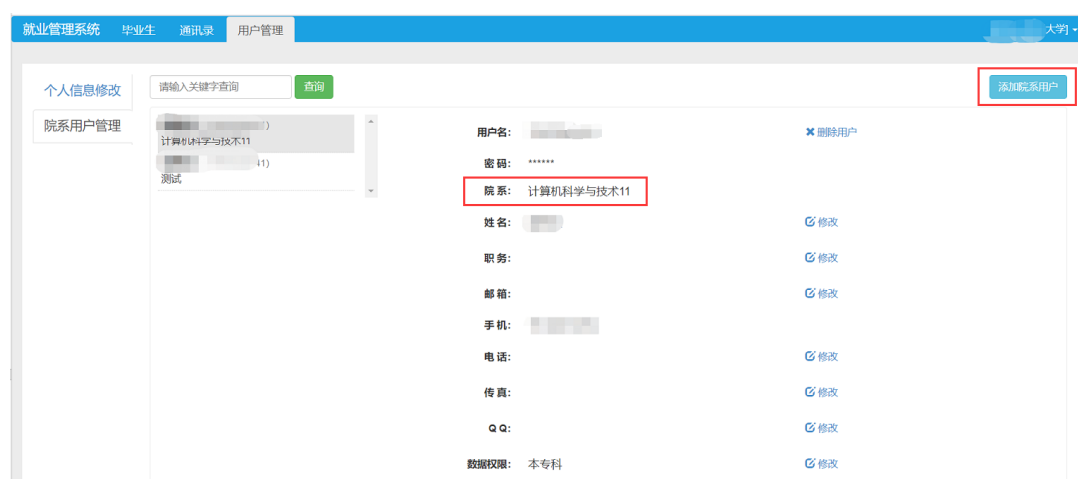 就业管理系统 毕业生 通讯录 用户管理 大学]
个人信息修改 请输入关键字查询 查询 添加院系用户
院系用户管理
计算机科学与技术11
41)
测试
用户名: 删除用户
密 码: ******
院 系: 计算机科学与技术11
姓 名: 修改
职 务: 修改
邮 箱: 修改
手 机:
电 话: 修改
传 真: 修改
Q Q: 修改
数据权限: 本专科 修改